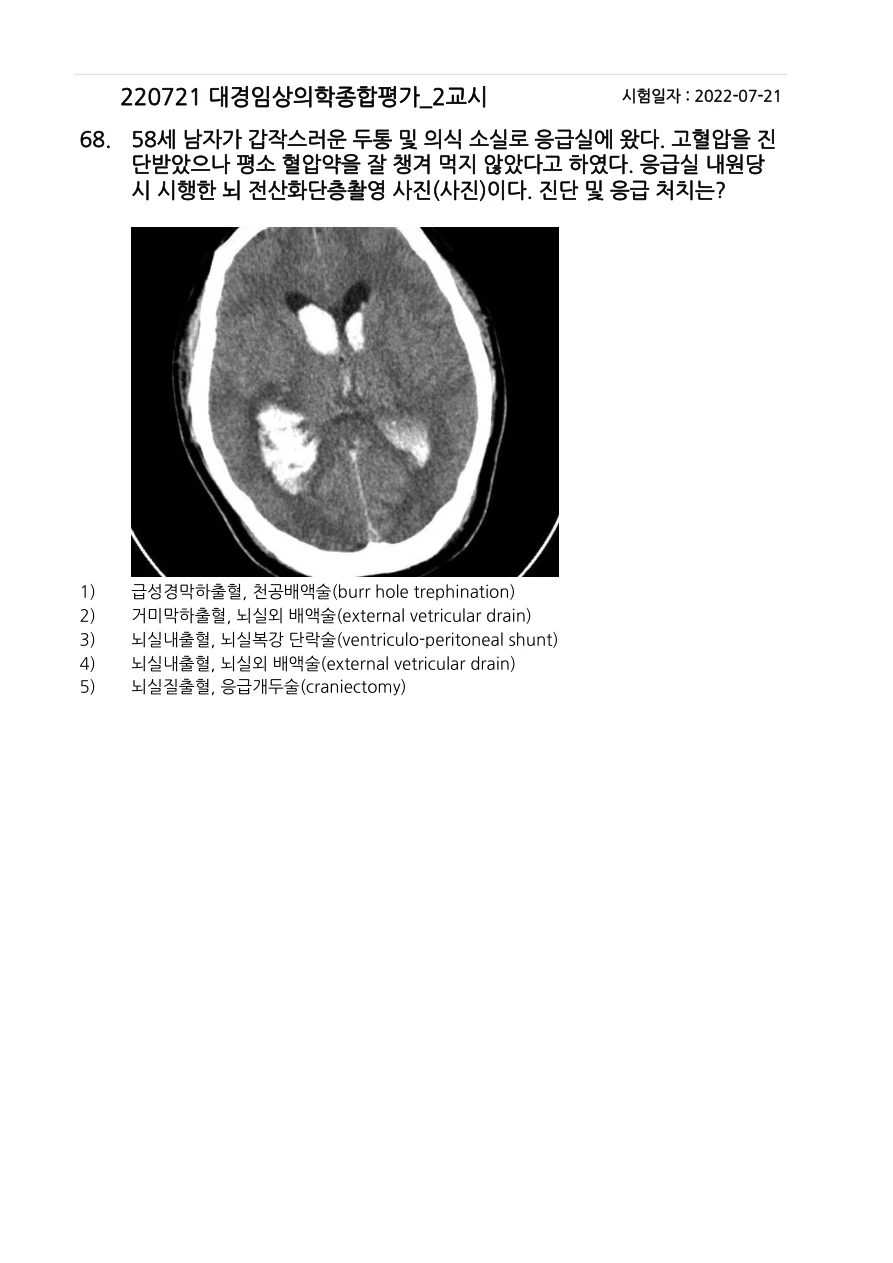 220721 대경임상의학종합평가_2교시
시험일자 : 2022-07-21
68. 58세 남자가 갑작스러운 두통 및 의식 소실로 응급실에 왔다. 고혈압을 진
단받았으나 평소 혈압약을 잘 챙겨 먹지 않았다고 하였다. 응급실 내원당
시 시행한 뇌 전산화단층촬영 사진(사진)이다. 진단 및 응급 처치는?
1) 급성경막하출혈, 천공배액술(burr hole trephination)
2) 거미막하출혈, 뇌실외 배액술(external vetricular drain)
3) 뇌실내출혈, 뇌실복강 단락술(ventriculo-peritoneal shunt)
4) 뇌실내출혈, 뇌실외 배액술(external vetricular drain)
5) 뇌실질출혈, 응급개두술(craniectomy)